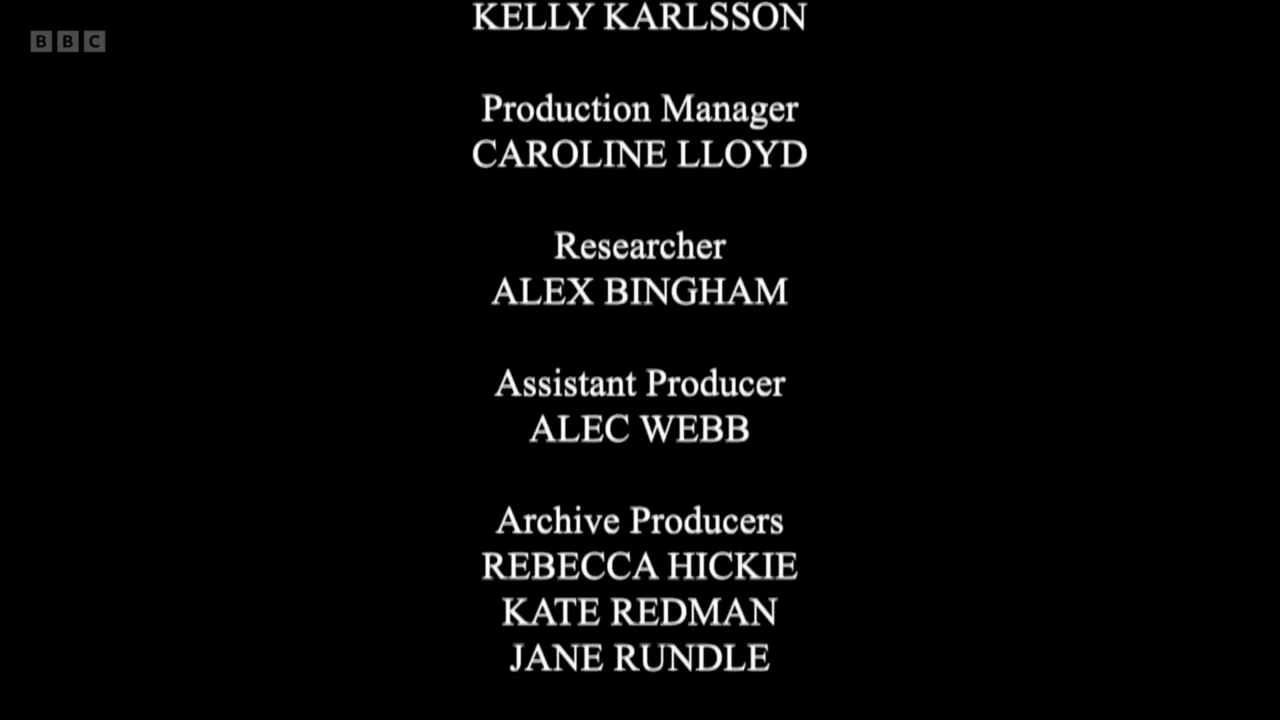 BBC
KELLY KARLSSON
Production Manager
CAROLINE LLOYD
Researcher
ALEX BINGHAM
Assistant Producer
ALEC WEBB
Archive Producers
REBECCA HICKIE
KATE REDMAN
JANE RUNDLE